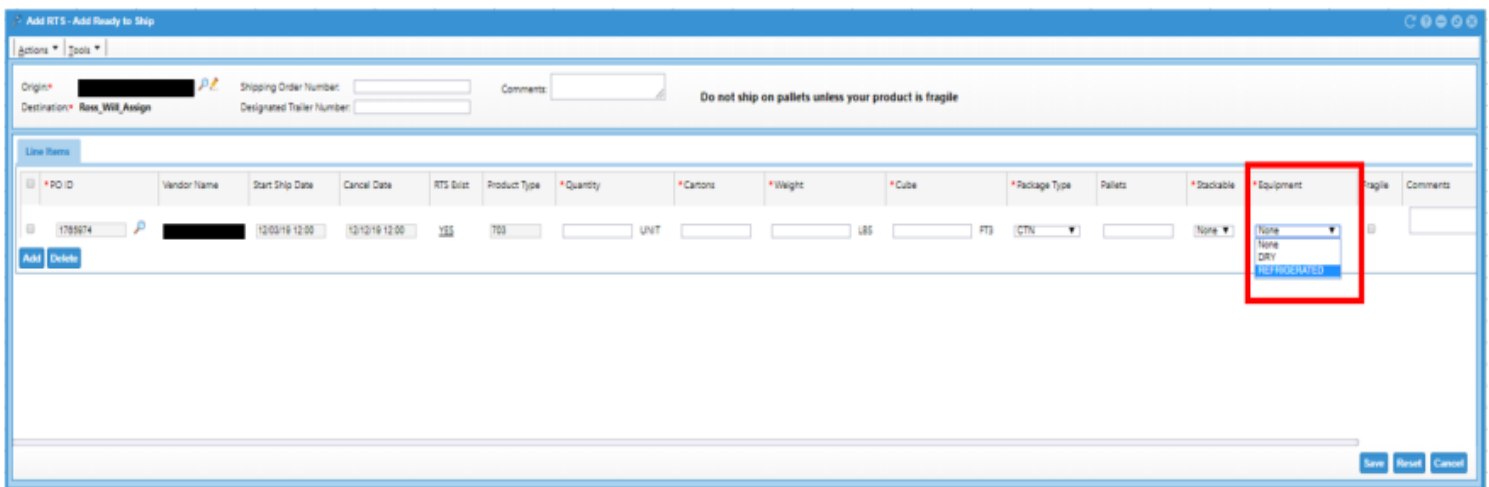 Add RTS - Add Ready to Ship
Actions ▼ Tools ▼
Origin:* Shipping Order Number: Comments: Do not ship on pallets unless your product is fragile
Destination:* Ross_Will_Assign Designated Trailer Number:
Line Items
*PO ID Vendor Name Start Ship Date Cancel Date RTS Exist Product Type *Quantity *Cartons *Weight *Cube *Package Type Pallets *Stackable *Equipment Fragile Comments
1785974 12/03/19 12:00 12/12/19 12:00 YES 703 UNIT LBS FT3 CTN ▼ None ▼ None ▼
None
DRY
REFRIGERATED
Add Delete
Save Reset Cancel